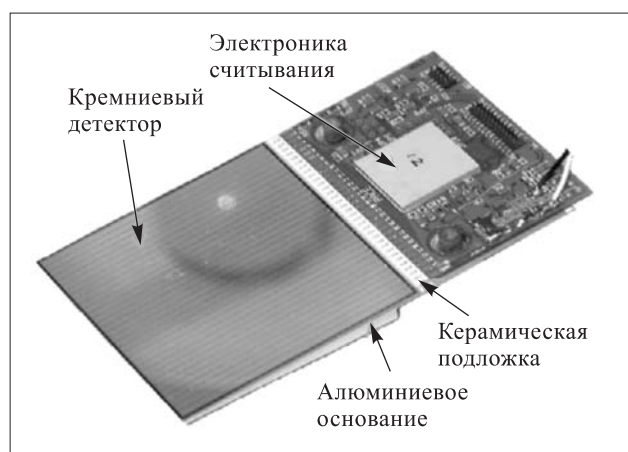 Электроника
считывания
Кремниевый
детектор
Керамическая
подложка
Алюминиевое
основание